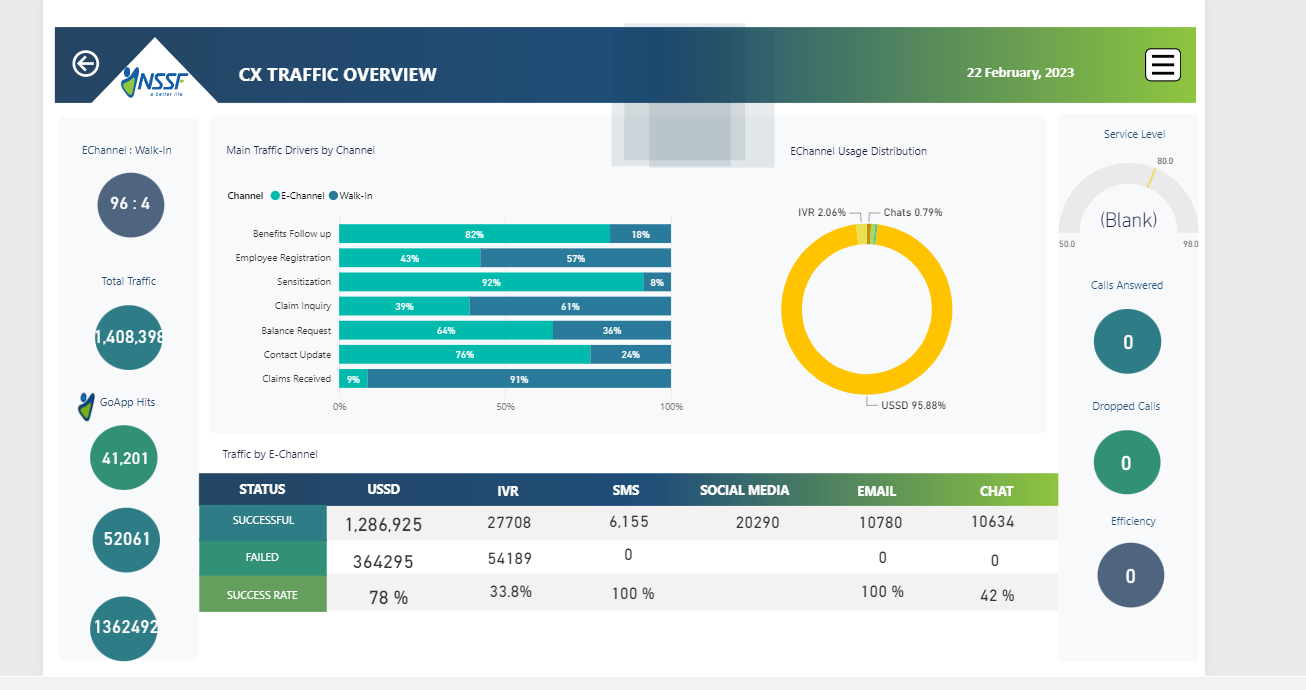 NSSF
a better life
CX TRAFFIC OVERVIEW
22 February, 2023
EChannel : Walk-In
96 : 4
Total Traffic
1,408,398
GoApp Hits
41,201
52061
1362492
Main Traffic Drivers by Channel
Channel E-Channel Walk-In
Benefits Follow up 82% 18%
Employee Registration 43% 57%
Sensitization 92% 8%
Claim Inquiry 39% 61%
Balance Request 64% 36%
Contact Update 76% 24%
Claims Received 9% 91%
0% 50% 100%
EChannel Usage Distribution
IVR 2.06% Chats 0.79%
USSD 95.88%
Traffic by E-Channel
STATUS USSD IVR SMS SOCIAL MEDIA EMAIL CHAT
SUCCESSFUL 1,286,925 27708 6,155 20290 10780 10634
FAILED 364295 54189 0 0 0
SUCCESS RATE 78 % 33.8% 100 % 100 % 42 %
Service Level
80.0
(Blank)
50.0 98.0
Calls Answered
0
Dropped Calls
0
Efficiency
0